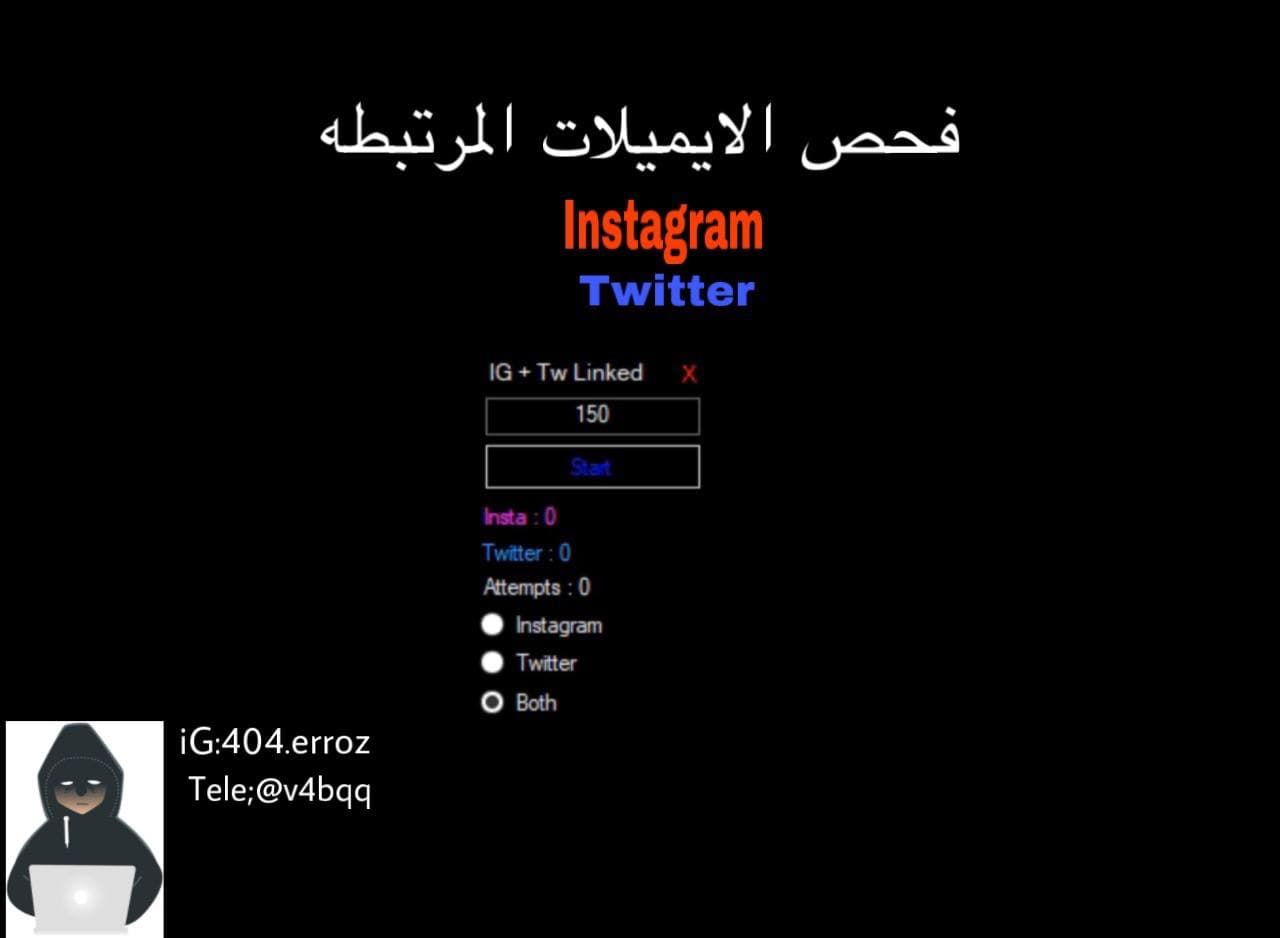 فحص الايميلات المرتبطه
Instagram
Twitter
IG + Tw Linked X
150
Start
Insta : 0
Twitter : 0
Attempts : 0
Instagram
Twitter
Both
iG:404.erroz
Tele;@v4bqq